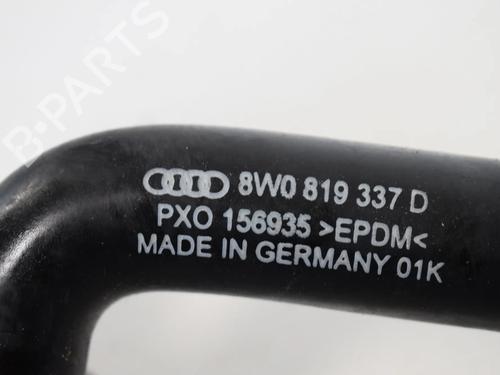 B-PARTS
8W0 819 337 D
PXO 156935 >EPDM<
MADE IN GERMANY 01K